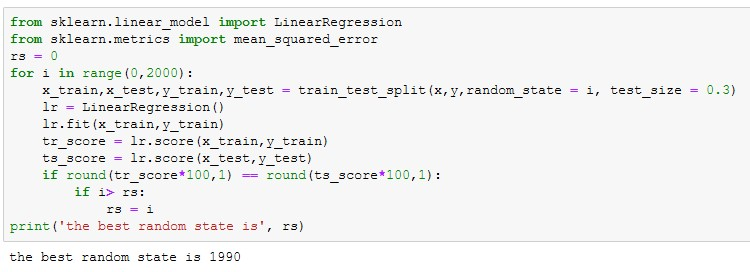 from sklearn.linear_model import LinearRegression
from sklearn.metrics import mean_squared_error
rs = 0
for i in range(0,2000):
    x_train,x_test,y_train,y_test = train_test_split(x,y,random_state = i, test_size = 0.3)
    lr = LinearRegression()
    lr.fit(x_train,y_train)
    tr_score = lr.score(x_train,y_train)
    ts_score = lr.score(x_test,y_test)
    if round(tr_score*100,1) == round(ts_score*100,1):
        if i> rs:
            rs = i
print('the best random state is', rs)
the best random state is 1990